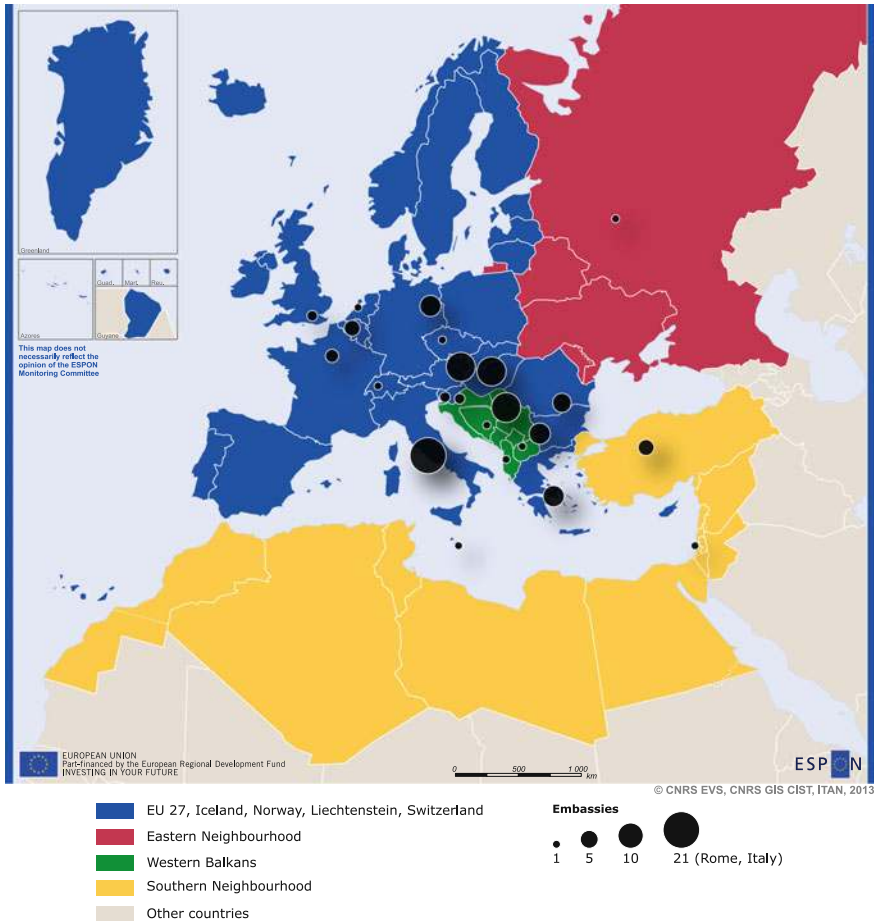 Greenland
Azores
Guad.
Mart.
Reu.
Guyane
This map does not
necessarily reflect the
opinion of the ESPON
Monitoring Committee
EUROPEAN UNION
Part-financed by the European Regional Development Fund
INVESTING IN YOUR FUTURE
0 500 1 000
km
ESPON
© CNRS EVS, CNRS GIS CIST, ITAN, 2013
EU 27, Iceland, Norway, Liechtenstein, Switzerland
Eastern Neighbourhood
Western Balkans
Southern Neighbourhood
Other countries
Embassies
1 5 10 21 (Rome, Italy)